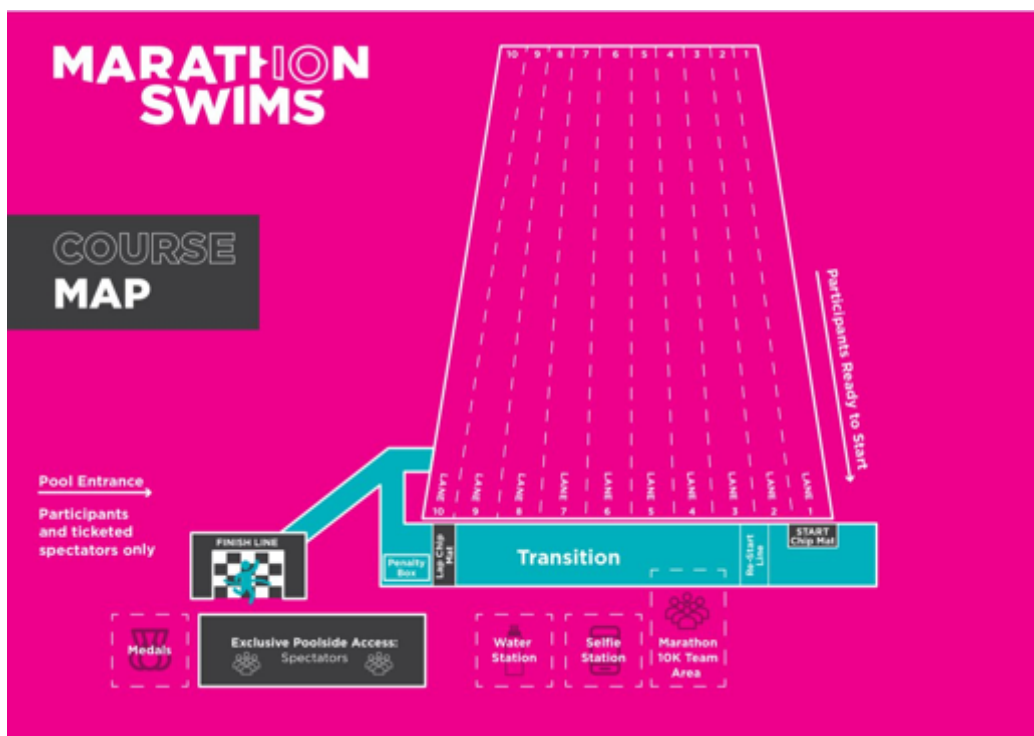 MARATHON
SWIMS
COURSE
MAP
10 9 8 7 6 5 4 3 2 1
Participants Ready to Start
LANE 10
LANE 9
LANE 8
LANE 7
LANE 6
LANE 5
LANE 4
LANE 3
LANE 2
LANE 1
Pool Entrance
Participants
and ticketed
spectators only
FINISH LINE
Penalty
Box
Lap Chip
Mat
Transition
Re-Start
Line
START
Chip Mat
Medals
Exclusive Poolside Access:
Spectators
Water
Station
Selfie
Station
Marathon
10K Team
Area